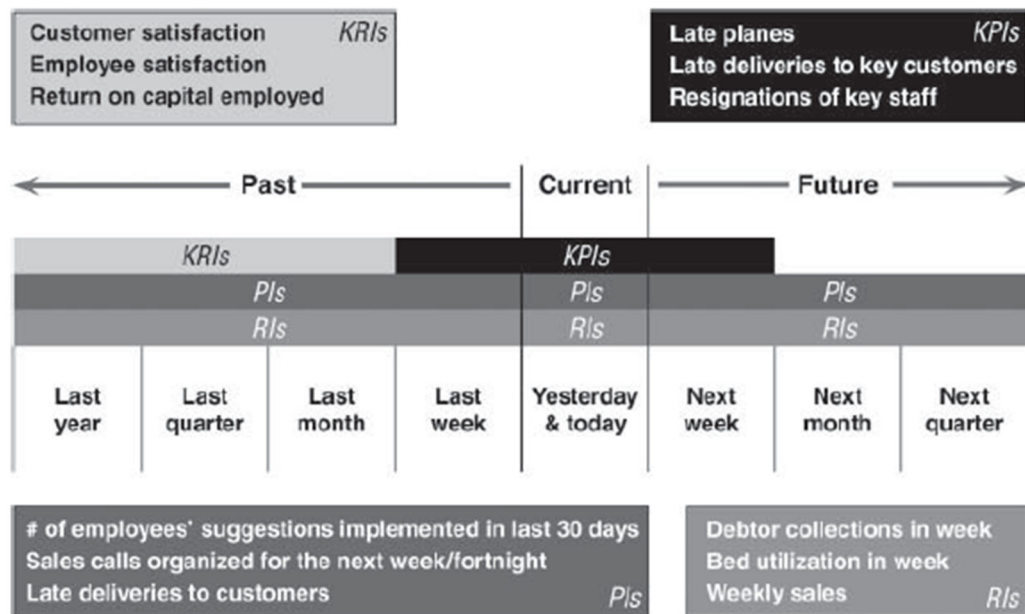 Customer satisfaction KRIs
Employee satisfaction
Return on capital employed
Late planes KPIs
Late deliveries to key customers
Resignations of key staff
Past Current Future
KRIs KPIs
PIs PIs PIs
RIs RIs RIs
Last Last Last Last Yesterday Next Next Next
year quarter month week & today week month quarter
# of employees' suggestions implemented in last 30 days
Sales calls organized for the next week/fortnight
Late deliveries to customers PIs
Debtor collections in week
Bed utilization in week
Weekly sales RIs